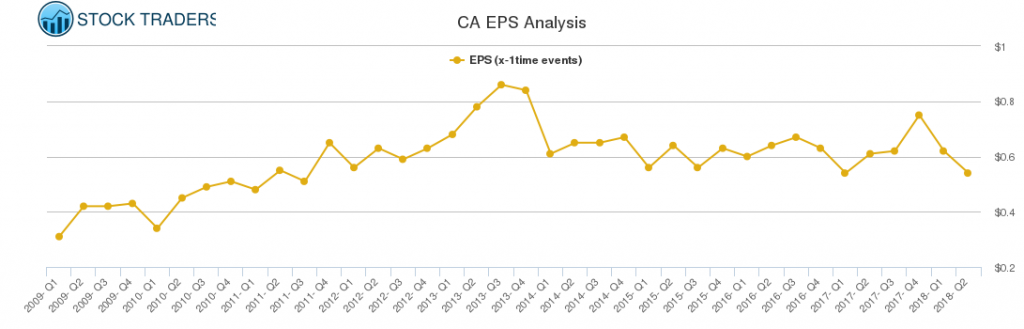 STOCK TRADERS
CA EPS Analysis
EPS (x-1time events)
$1
$0.8
$0.6
$0.4
$0.2
2009- Q1
2009- Q2
2009- Q3
2009- Q4
2010- Q1
2010- Q2
2010- Q3
2010- Q4
2011- Q1
2011- Q2
2011- Q3
2011- Q4
2012- Q1
2012- Q2
2012- Q3
2012- Q4
2013- Q1
2013- Q2
2013- Q3
2013- Q4
2014- Q1
2014- Q2
2014- Q3
2014- Q4
2015- Q1
2015- Q2
2015- Q3
2015- Q4
2016- Q1
2016- Q2
2016- Q3
2016- Q4
2017- Q1
2017- Q2
2017- Q3
2017- Q4
2018- Q1
2018- Q2